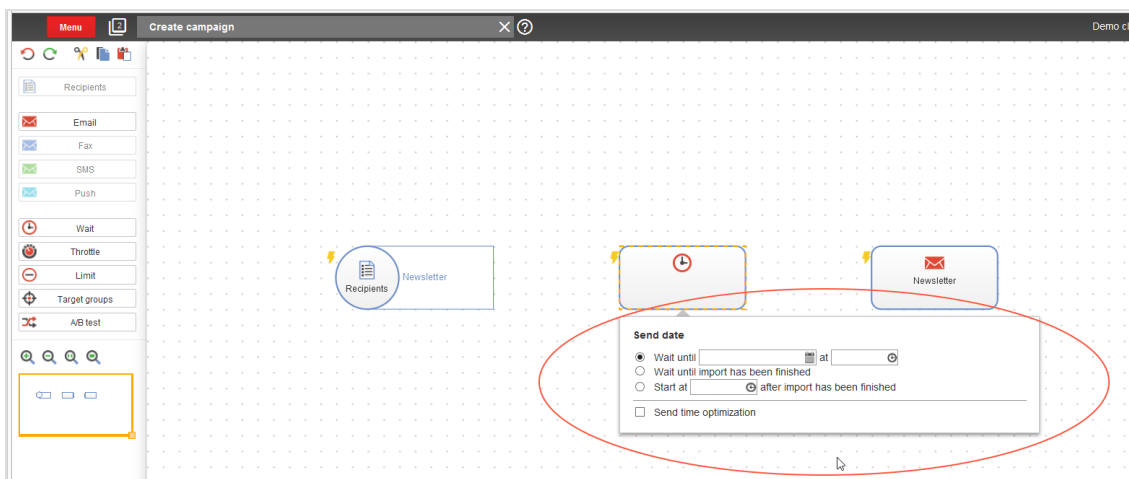 Menu 2 Create campaign Demo cl
Recipients
Email
Fax
SMS
Push
Wait
Throttle
Limit
Target groups
A/B test
Recipients
Newsletter
Newsletter
Send date
Wait until at
Wait until import has been finished
Start at after import has been finished
Send time optimization